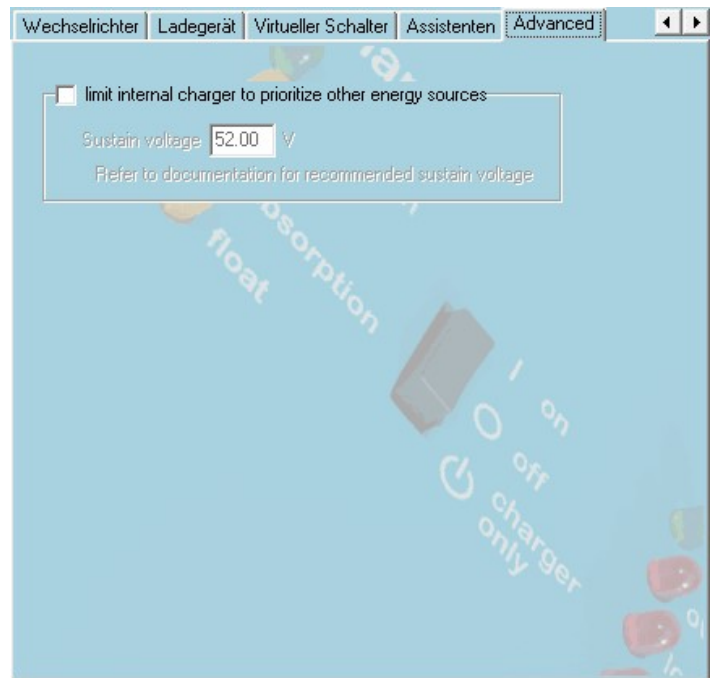 Wechselrichter Ladegerät Virtueller Schalter Assistenten Advanced
limit internal charger to prioritize other energy sources
Sustain voltage 52.00 V
Refer to documentation for recommended sustain voltage
absorption
float
on
off
charger
only